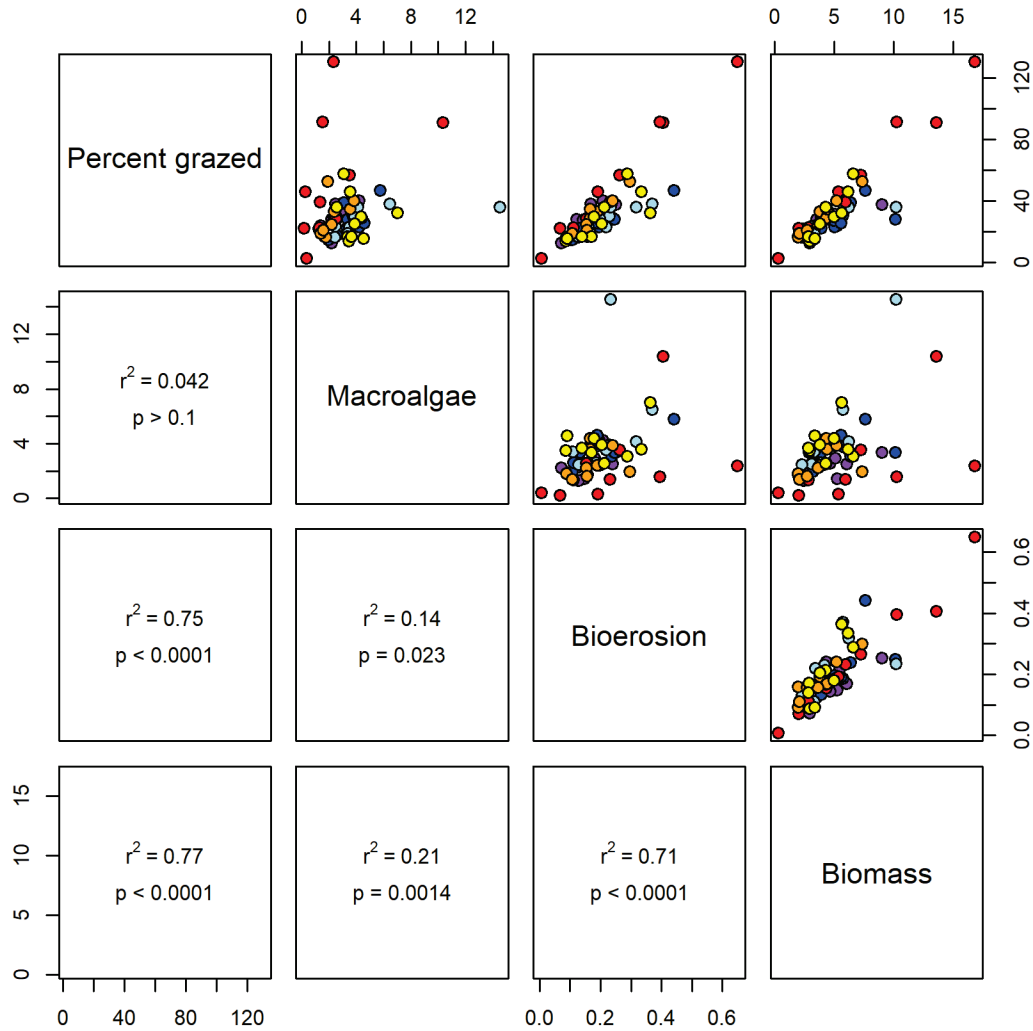 0 4 8 12
0 5 10 15
Percent grazed
0 40 80 120
0 4 8 12
r² = 0.042
p > 0.1
Macroalgae
r² = 0.75
p < 0.0001
r² = 0.14
p = 0.023
Bioerosion
0.0 0.2 0.4 0.6
0 5 10 15
r² = 0.77
p < 0.0001
r² = 0.21
p = 0.0014
r² = 0.71
p < 0.0001
Biomass
0 40 80 120
0.0 0.2 0.4 0.6